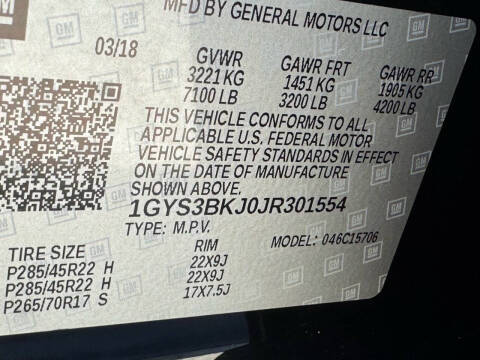 MFD BY GENERAL MOTORS LLC
GM
GM
GM
03/18
GVWR GAWR FRT GAWR RR
3221 KG 1451 KG 1905 KG
7100 LB 3200 LB 4200 LB
THIS VEHICLE CONFORMS TO ALL
APPLICABLE U.S. FEDERAL MOTOR
VEHICLE SAFETY STANDARDS IN EFFECT
ON THE DATE OF MANUFACTURE
SHOWN ABOVE.
1GYS3BKJ0JR301554
TYPE: M.P.V. MODEL: 046C15706
TIRE SIZE RIM
P285/45R22 H 22X9J
P285/45R22 H 22X9J
P265/70R17 S 17X7.5J